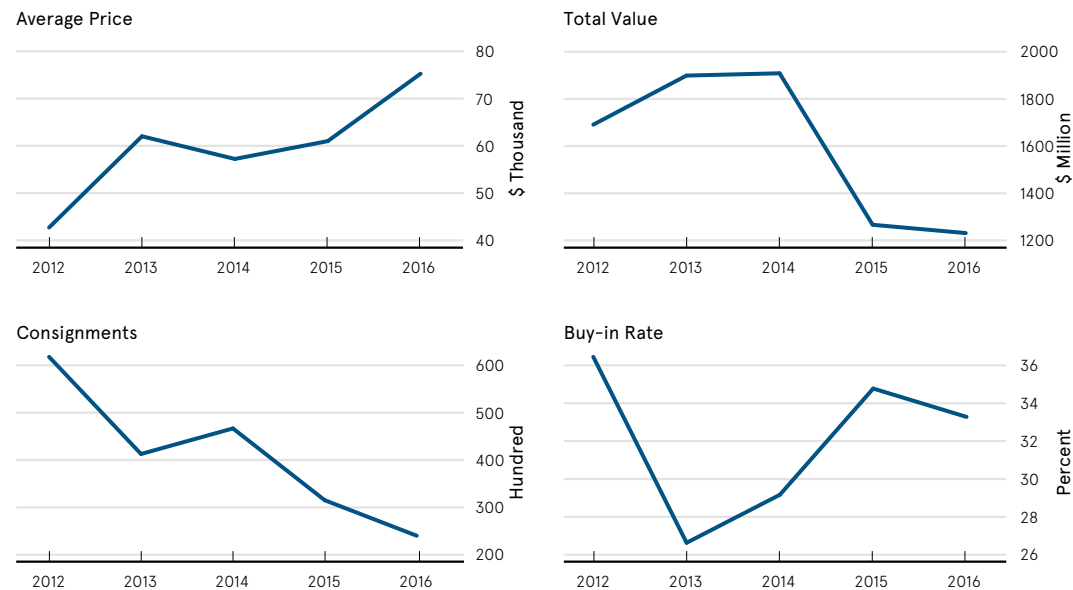 Average Price
80
70
60
50
40
$ Thousand
2012 2013 2014 2015 2016
Total Value
2000
1800
1600
1400
1200
$ Million
2012 2013 2014 2015 2016
Consignments
600
500
400
300
200
Hundred
2012 2013 2014 2015 2016
Buy-in Rate
36
34
32
30
28
26
Percent
2012 2013 2014 2015 2016